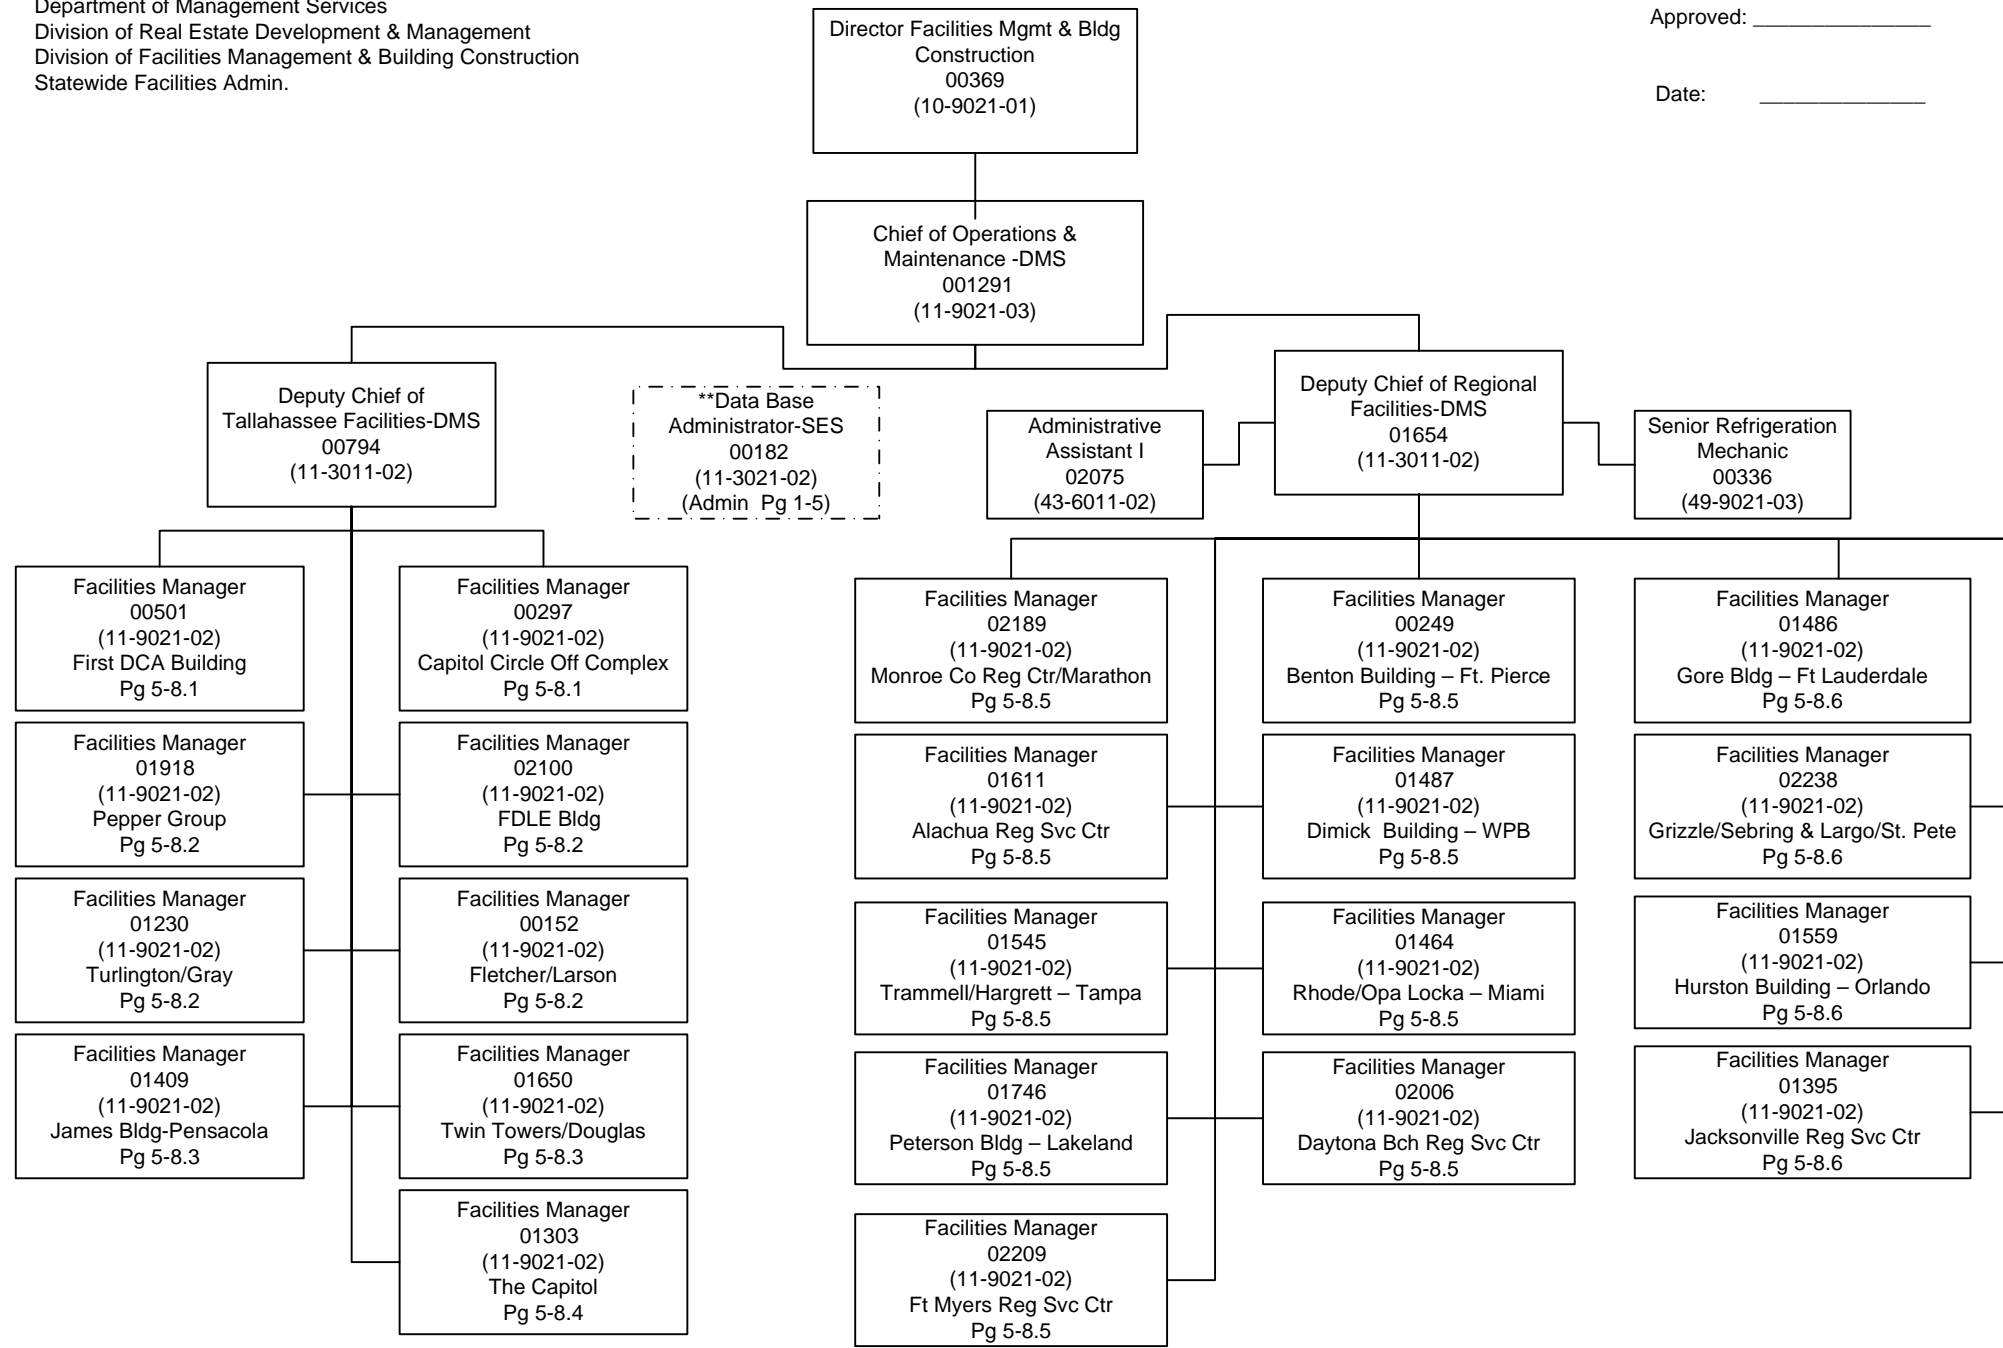 Department of Management Services
Division of Real Estate Development & Management
Division of Facilities Management & Building Construction
Statewide Facilities Admin.
Approved: _______________
Date: ______________
Director Facilities Mgmt & Bldg
Construction
00369
(10-9021-01)
Chief of Operations &
Maintenance -DMS
001291
(11-9021-03)
Deputy Chief of
Tallahassee Facilities-DMS
00794
(11-3011-02)
**Data Base
Administrator-SES
00182
(11-3021-02)
(Admin Pg 1-5)
Administrative
Assistant I
02075
(43-6011-02)
Deputy Chief of Regional
Facilities-DMS
01654
(11-3011-02)
Senior Refrigeration
Mechanic
00336
(49-9021-03)
Facilities Manager
00501
(11-9021-02)
First DCA Building
Pg 5-8.1
Facilities Manager
00297
(11-9021-02)
Capitol Circle Off Complex
Pg 5-8.1
Facilities Manager
02189
(11-9021-02)
Monroe Co Reg Ctr/Marathon
Pg 5-8.5
Facilities Manager
00249
(11-9021-02)
Benton Building – Ft. Pierce
Pg 5-8.5
Facilities Manager
01486
(11-9021-02)
Gore Bldg – Ft Lauderdale
Pg 5-8.6
Facilities Manager
01918
(11-9021-02)
Pepper Group
Pg 5-8.2
Facilities Manager
02100
(11-9021-02)
FDLE Bldg
Pg 5-8.2
Facilities Manager
01611
(11-9021-02)
Alachua Reg Svc Ctr
Pg 5-8.5
Facilities Manager
01487
(11-9021-02)
Dimick Building – WPB
Pg 5-8.5
Facilities Manager
02238
(11-9021-02)
Grizzle/Sebring & Largo/St. Pete
Pg 5-8.6
Facilities Manager
01230
(11-9021-02)
Turlington/Gray
Pg 5-8.2
Facilities Manager
00152
(11-9021-02)
Fletcher/Larson
Pg 5-8.2
Facilities Manager
01545
(11-9021-02)
Trammell/Hargrett – Tampa
Pg 5-8.5
Facilities Manager
01464
(11-9021-02)
Rhode/Opa Locka – Miami
Pg 5-8.5
Facilities Manager
01559
(11-9021-02)
Hurston Building – Orlando
Pg 5-8.6
Facilities Manager
01409
(11-9021-02)
James Bldg-Pensacola
Pg 5-8.3
Facilities Manager
01650
(11-9021-02)
Twin Towers/Douglas
Pg 5-8.3
Facilities Manager
01746
(11-9021-02)
Peterson Bldg – Lakeland
Pg 5-8.5
Facilities Manager
02006
(11-9021-02)
Daytona Bch Reg Svc Ctr
Pg 5-8.5
Facilities Manager
01395
(11-9021-02)
Jacksonville Reg Svc Ctr
Pg 5-8.6
Facilities Manager
01303
(11-9021-02)
The Capitol
Pg 5-8.4
Facilities Manager
02209
(11-9021-02)
Ft Myers Reg Svc Ctr
Pg 5-8.5